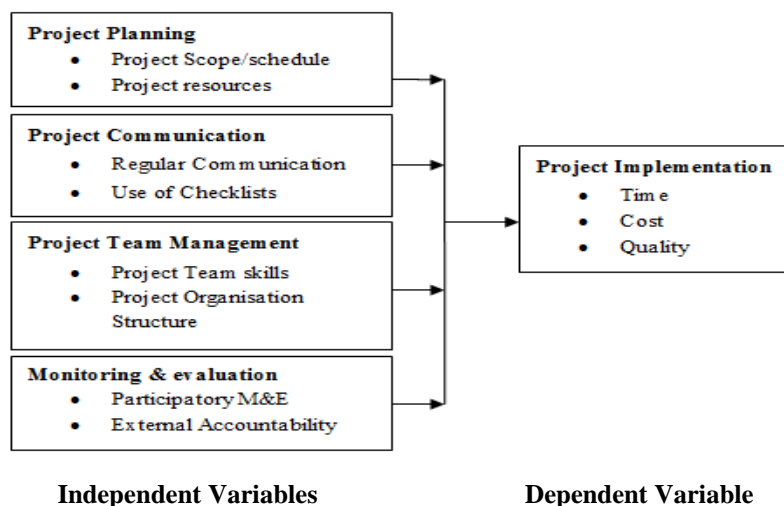 Project Planning
• Project Scope/schedule
• Project resources
Project Communication
• Regular Communication
• Use of Checklists
Project Team Management
• Project Team skills
• Project Organisation
Structure
Monitoring & evaluation
• Participatory M&E
• External Accountability
Project Implementation
• Time
• Cost
• Quality
Independent Variables
Dependent Variable